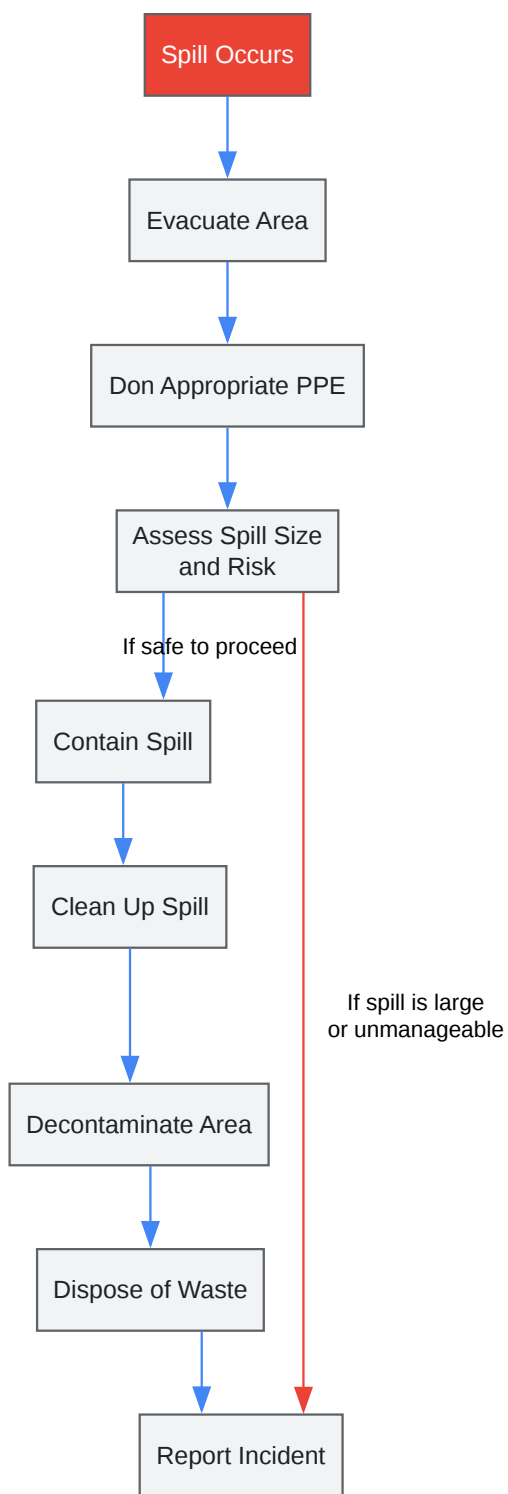 Spill Occurs
Evacuate Area
Don Appropriate PPE
Assess Spill Size
and Risk
If safe to proceed
Contain Spill
Clean Up Spill
If spill is large
or unmanageable
Decontaminate Area
Dispose of Waste
Report Incident